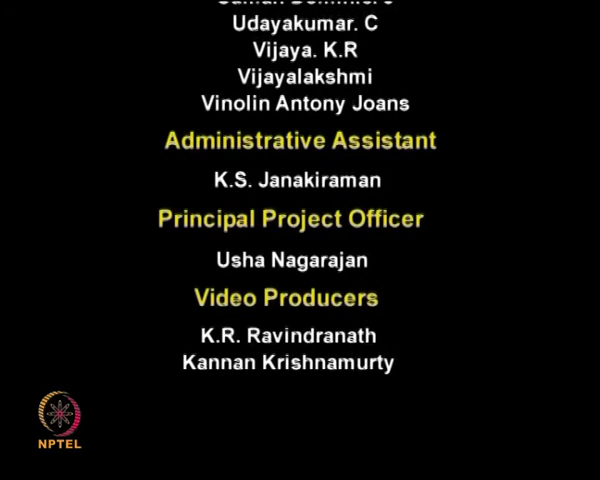 Udayakumar. C
Vijaya. K.R
Vijayalakshmi
Vinolin Antony Joans
Administrative Assistant
K.S. Janakiraman
Principal Project Officer
Usha Nagarajan
Video Producers
K.R. Ravindranath
Kannan Krishnamurty
NPTEL